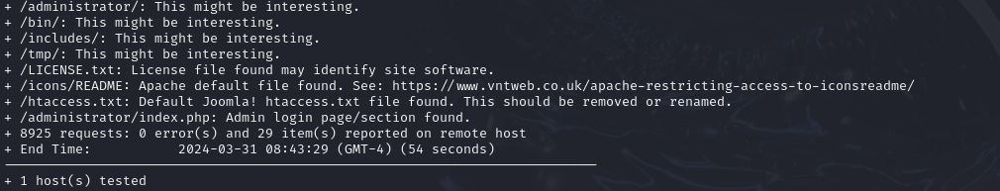 + /administrator/: This might be interesting.
+ /bin/: This might be interesting.
+ /includes/: This might be interesting.
+ /tmp/: This might be interesting.
+ /LICENSE.txt: License file found may identify site software.
+ /icons/README: Apache default file found. See: https://www.vntweb.co.uk/apache-restricting-access-to-iconsreadme/
+ /htaccess.txt: Default Joomla! htaccess.txt file found. This should be removed or renamed.
+ /administrator/index.php: Admin login page/section found.
+ 8925 requests: 0 error(s) and 29 item(s) reported on remote host
+ End Time:           2024-03-31 08:43:29 (GMT-4) (54 seconds)
---------------------------------------------------------------------------
+ 1 host(s) tested